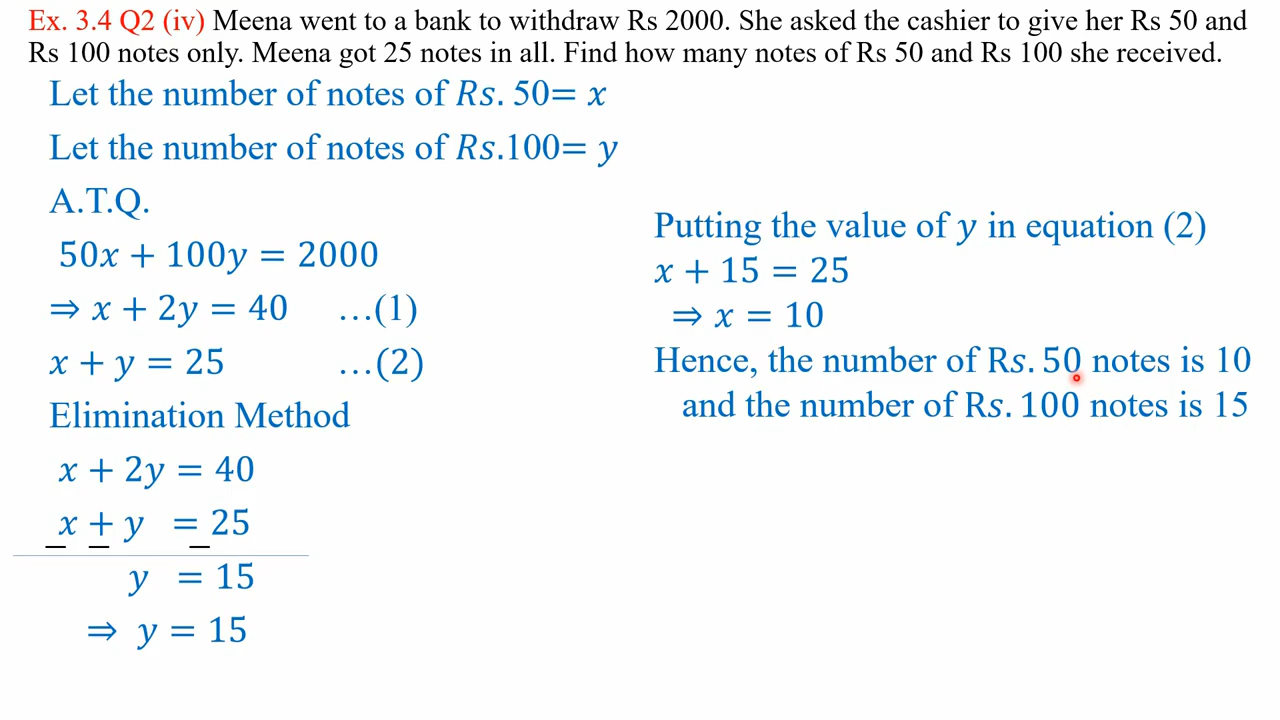 Ex. 3.4 Q2 (iv) Meena went to a bank to withdraw Rs 2000. She asked the cashier to give her Rs 50 and
Rs 100 notes only. Meena got 25 notes in all. Find how many notes of Rs 50 and Rs 100 she received.
Let the number of notes of Rs. 50= x
Let the number of notes of Rs.100= y
A.T.Q.
50x + 100y = 2000
⇒ x + 2y = 40 …(1)
x + y = 25 …(2)
Elimination Method
x + 2y = 40
x + y = 25
− − −
y = 15
⇒ y = 15
Putting the value of y in equation (2)
x + 15 = 25
⇒ x = 10
Hence, the number of Rs. 50 notes is 10
and the number of Rs. 100 notes is 15